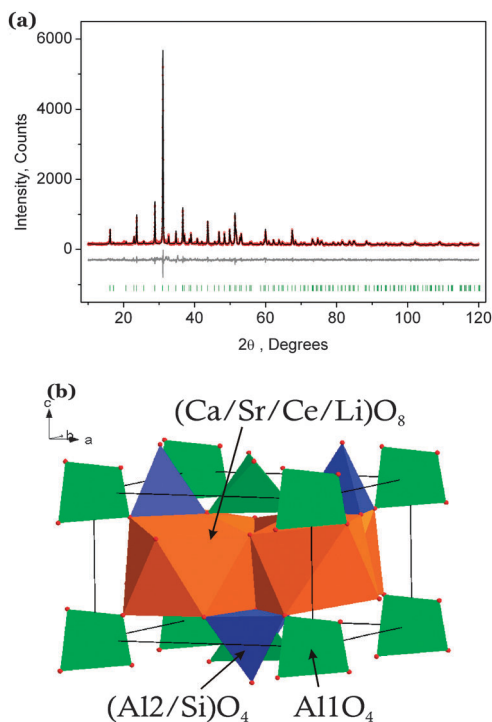 (a)
6000
4000
2000
0
Intensity, Counts
20 40 60 80 100 120
2θ , Degrees
(b)
c
b
a
(Ca/Sr/Ce/Li)O₈
(Al2/Si)O₄
Al1O₄